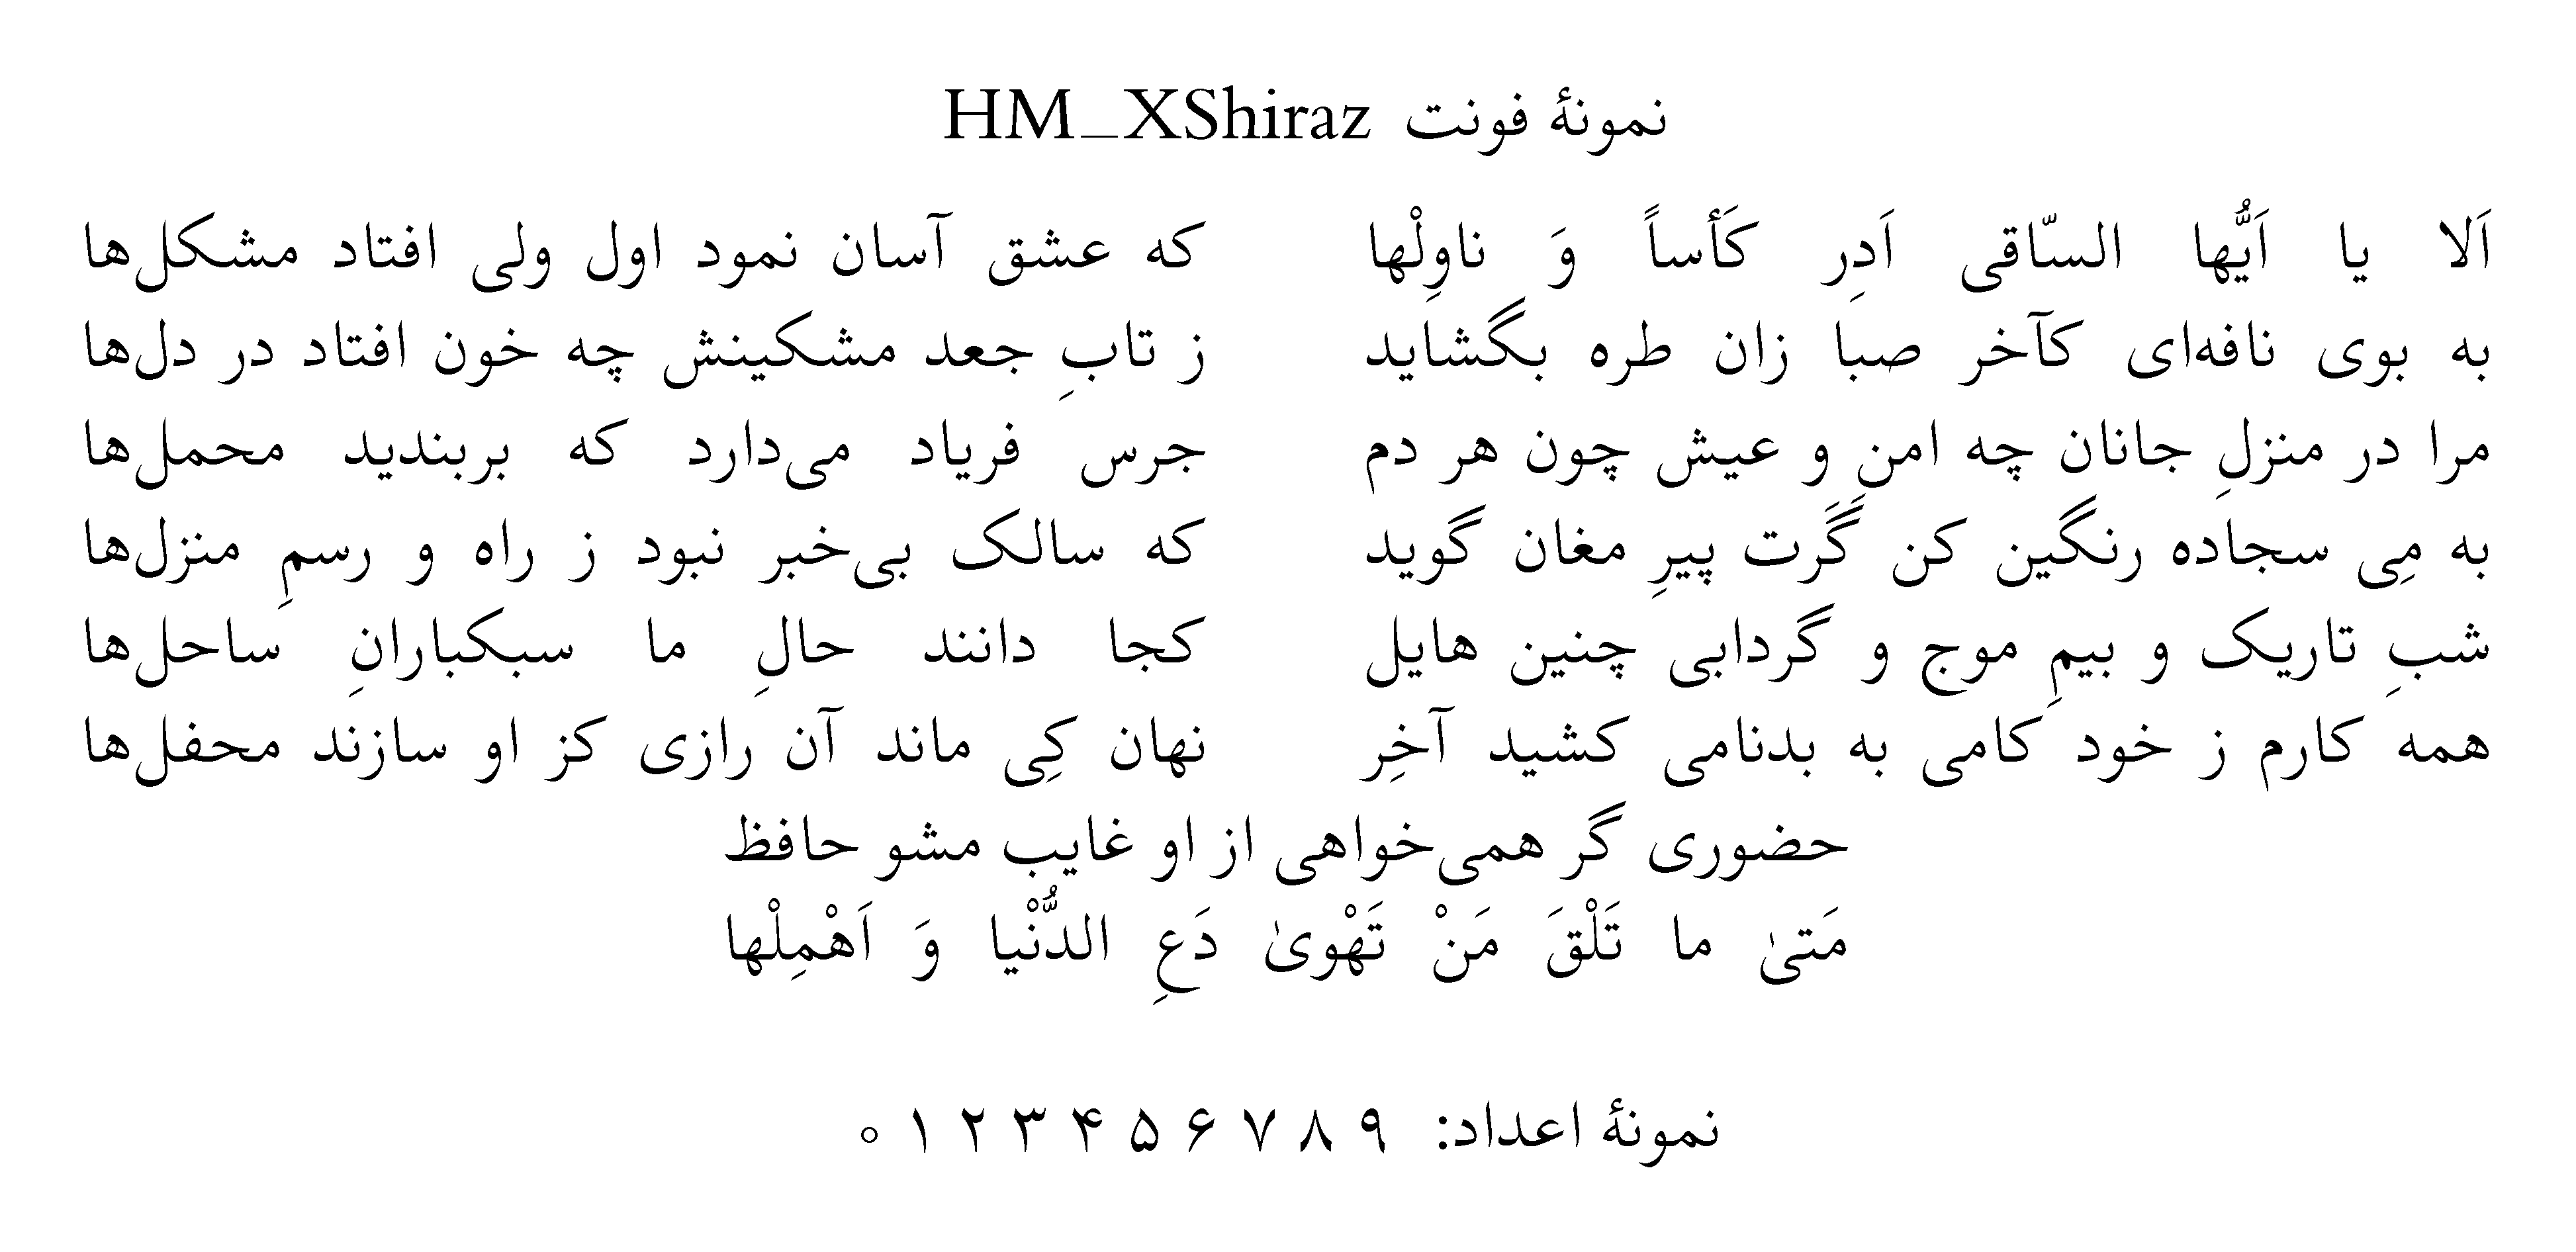 نمونهٔ فونت HM_XShiraz
اَلا یا اَیُّها السّاقی اَدِر کَأساً وَ ناوِلْها که عشق آسان نمود اول ولی افتاد مشکل‌ها
به بوی نافه‌ای کآخر صبا زان طره بگشاید ز تابِ جعد مشکینش چه خون افتاد در دل‌ها
مرا در منزلِ جانان چه امنِ و عیش چون هر دم جرس فریاد می‌دارد که بربندید محمل‌ها
به مِی سجاده رنگین کن گَرت پیرِ مغان گوید که سالک بی‌خبر نبود ز راه و رسمِ منزل‌ها
شبِ تاریک و بیمِ موج و گردابی چنین هایل کجا دانند حالِ ما سبکبارانِ ساحل‌ها
همه کارم ز خود کامی به بدنامی کشید آخِر نهان کِی ماند آن رازی کز او سازند محفل‌ها
حضوری گر همی‌خواهی از او غایب مشو حافظ
مَتیٰ ما تَلْقَ مَنْ تَهْویٰ دَعِ الدُّنْیا وَ اَهْمِلْها
نمونهٔ اعداد: ۹ ۸ ۷ ۶ ۵ ۴ ۳ ۲ ۱ ۰